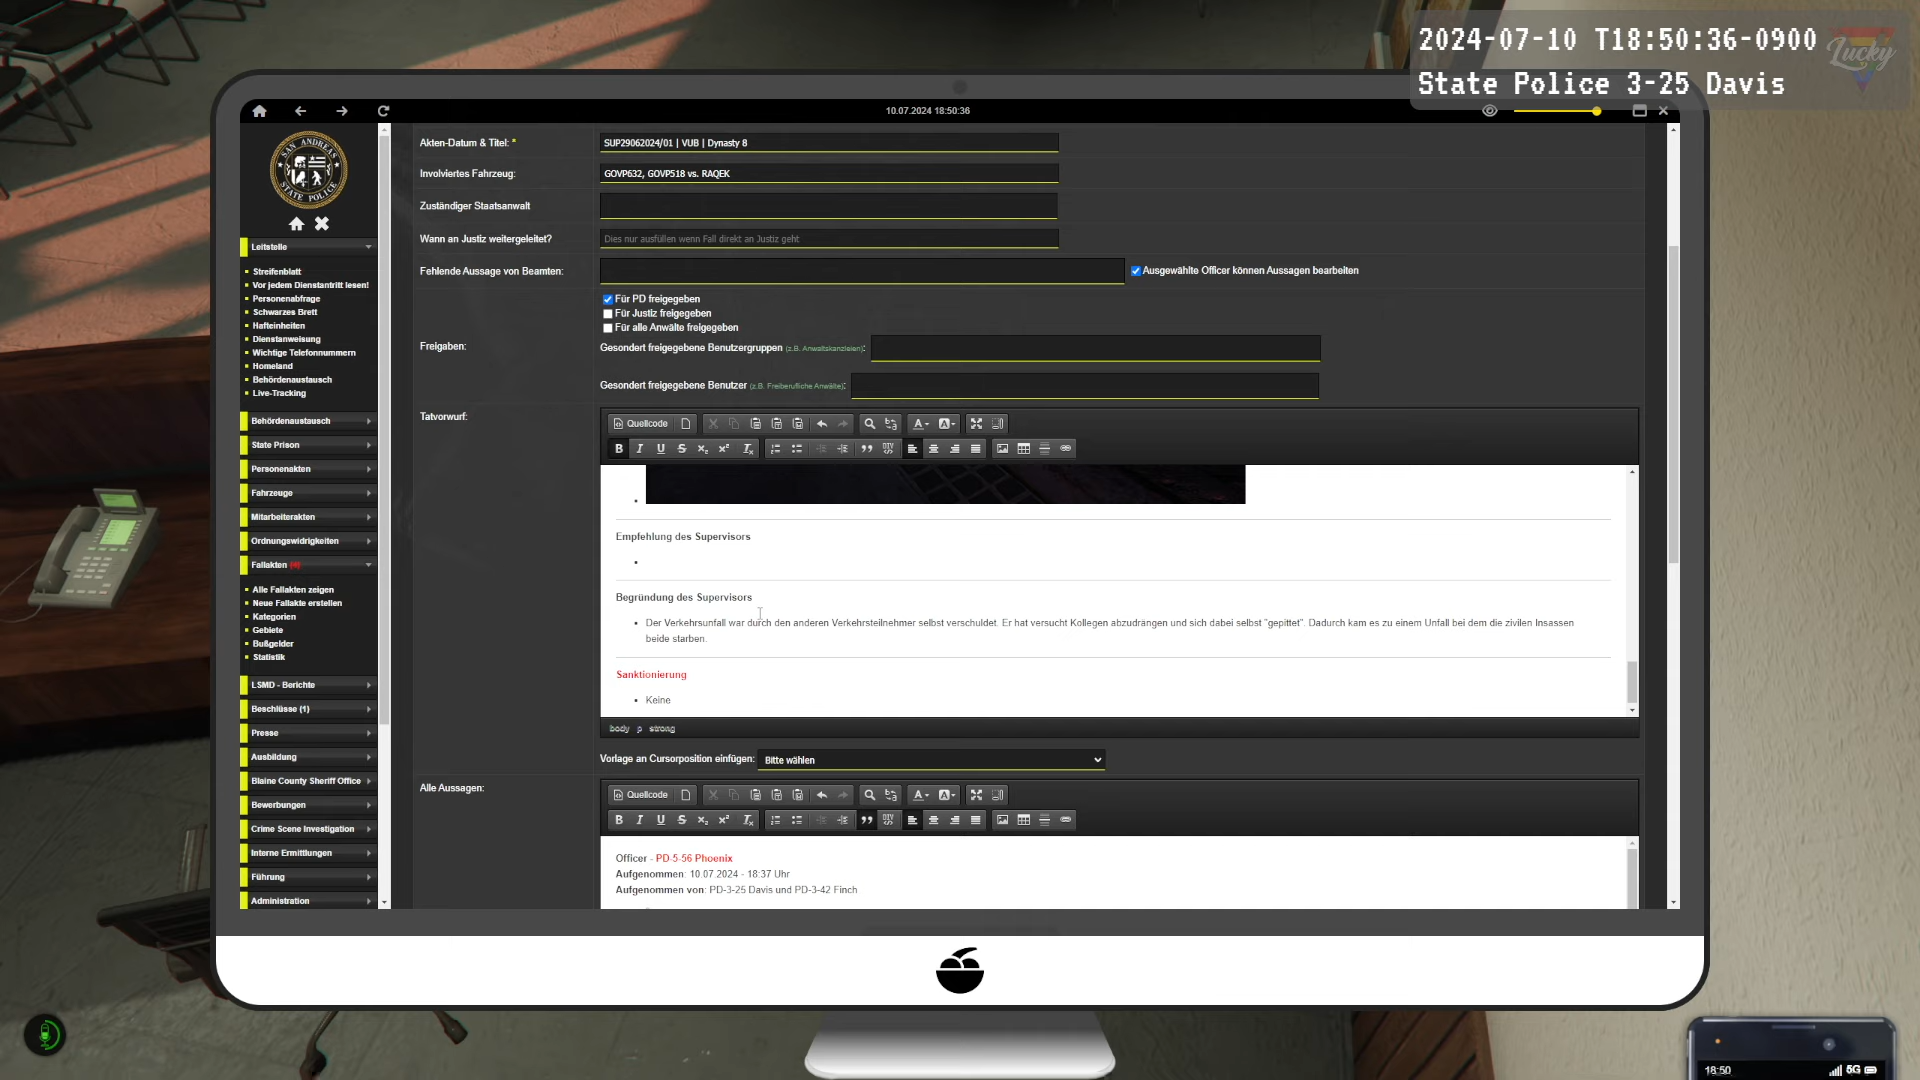 2024-07-10 T18:50:36-0900
State Police 3-25 Davis
Lucky
10.07.2024 18:50:36
SAN ANDREAS
STATE POLICE
Leitstelle
Streifenblatt
Vor jedem Dienstantritt lesen!
Personenabfrage
Schwarzes Brett
Hafteinheiten
Dienstanweisung
Wichtige Telefonnummern
Homeland
Behördenaustausch
Live-Tracking
Behördenaustausch
State Prison
Personenakten
Fahrzeuge
Mitarbeiterakten
Ordnungswidrigkeiten
Fallakten
Alle Fallakten zeigen
Neue Fallakte erstellen
Kategorien
Gebiete
Bußgelder
Statistik
LSMD - Berichte
Beschlüsse (1)
Presse
Ausbildung
Blaine County Sheriff Office
Bewerbungen
Crime Scene Investigation
Interne Ermittlungen
Führung
Administration
Akten-Datum & Titel: * SUP29062024/01 | VUB | Dynasty 8
Involviertes Fahrzeug: GOVP632, GOVP518 vs. RAQEK
Zuständiger Staatsanwalt
Wann an Justiz weitergeleitet? Dies nur ausfüllen wenn Fall direkt an Justiz geht
Fehlende Aussage von Beamten: Ausgewählte Officer können Aussagen bearbeiten
Für PD freigegeben
Für Justiz freigegeben
Für alle Anwälte freigegeben
Freigaben: Gesondert freigegebene Benutzergruppen (z.B. Anwaltskanzleien):
Gesondert freigegebene Benutzer (z.B. Freiberufliche Anwälte):
Tatvorwurf:
Quellcode
Empfehlung des Supervisors
Begründung des Supervisors
Der Verkehrsunfall war durch den anderen Verkehrsteilnehmer selbst verschuldet. Er hat versucht Kollegen abzudrängen und sich dabei selbst "gepittet". Dadurch kam es zu einem Unfall bei dem die zivilen Insassen
beide starben.
Sanktionierung
Keine
body p strong
Vorlage an Cursorposition einfügen: Bitte wählen
Alle Aussagen:
Quellcode
Officer - PD-5-56 Phoenix
Aufgenommen: 10.07.2024 - 18:37 Uhr
Aufgenommen von: PD-3-25 Davis und PD-3-42 Finch
18:50 5G